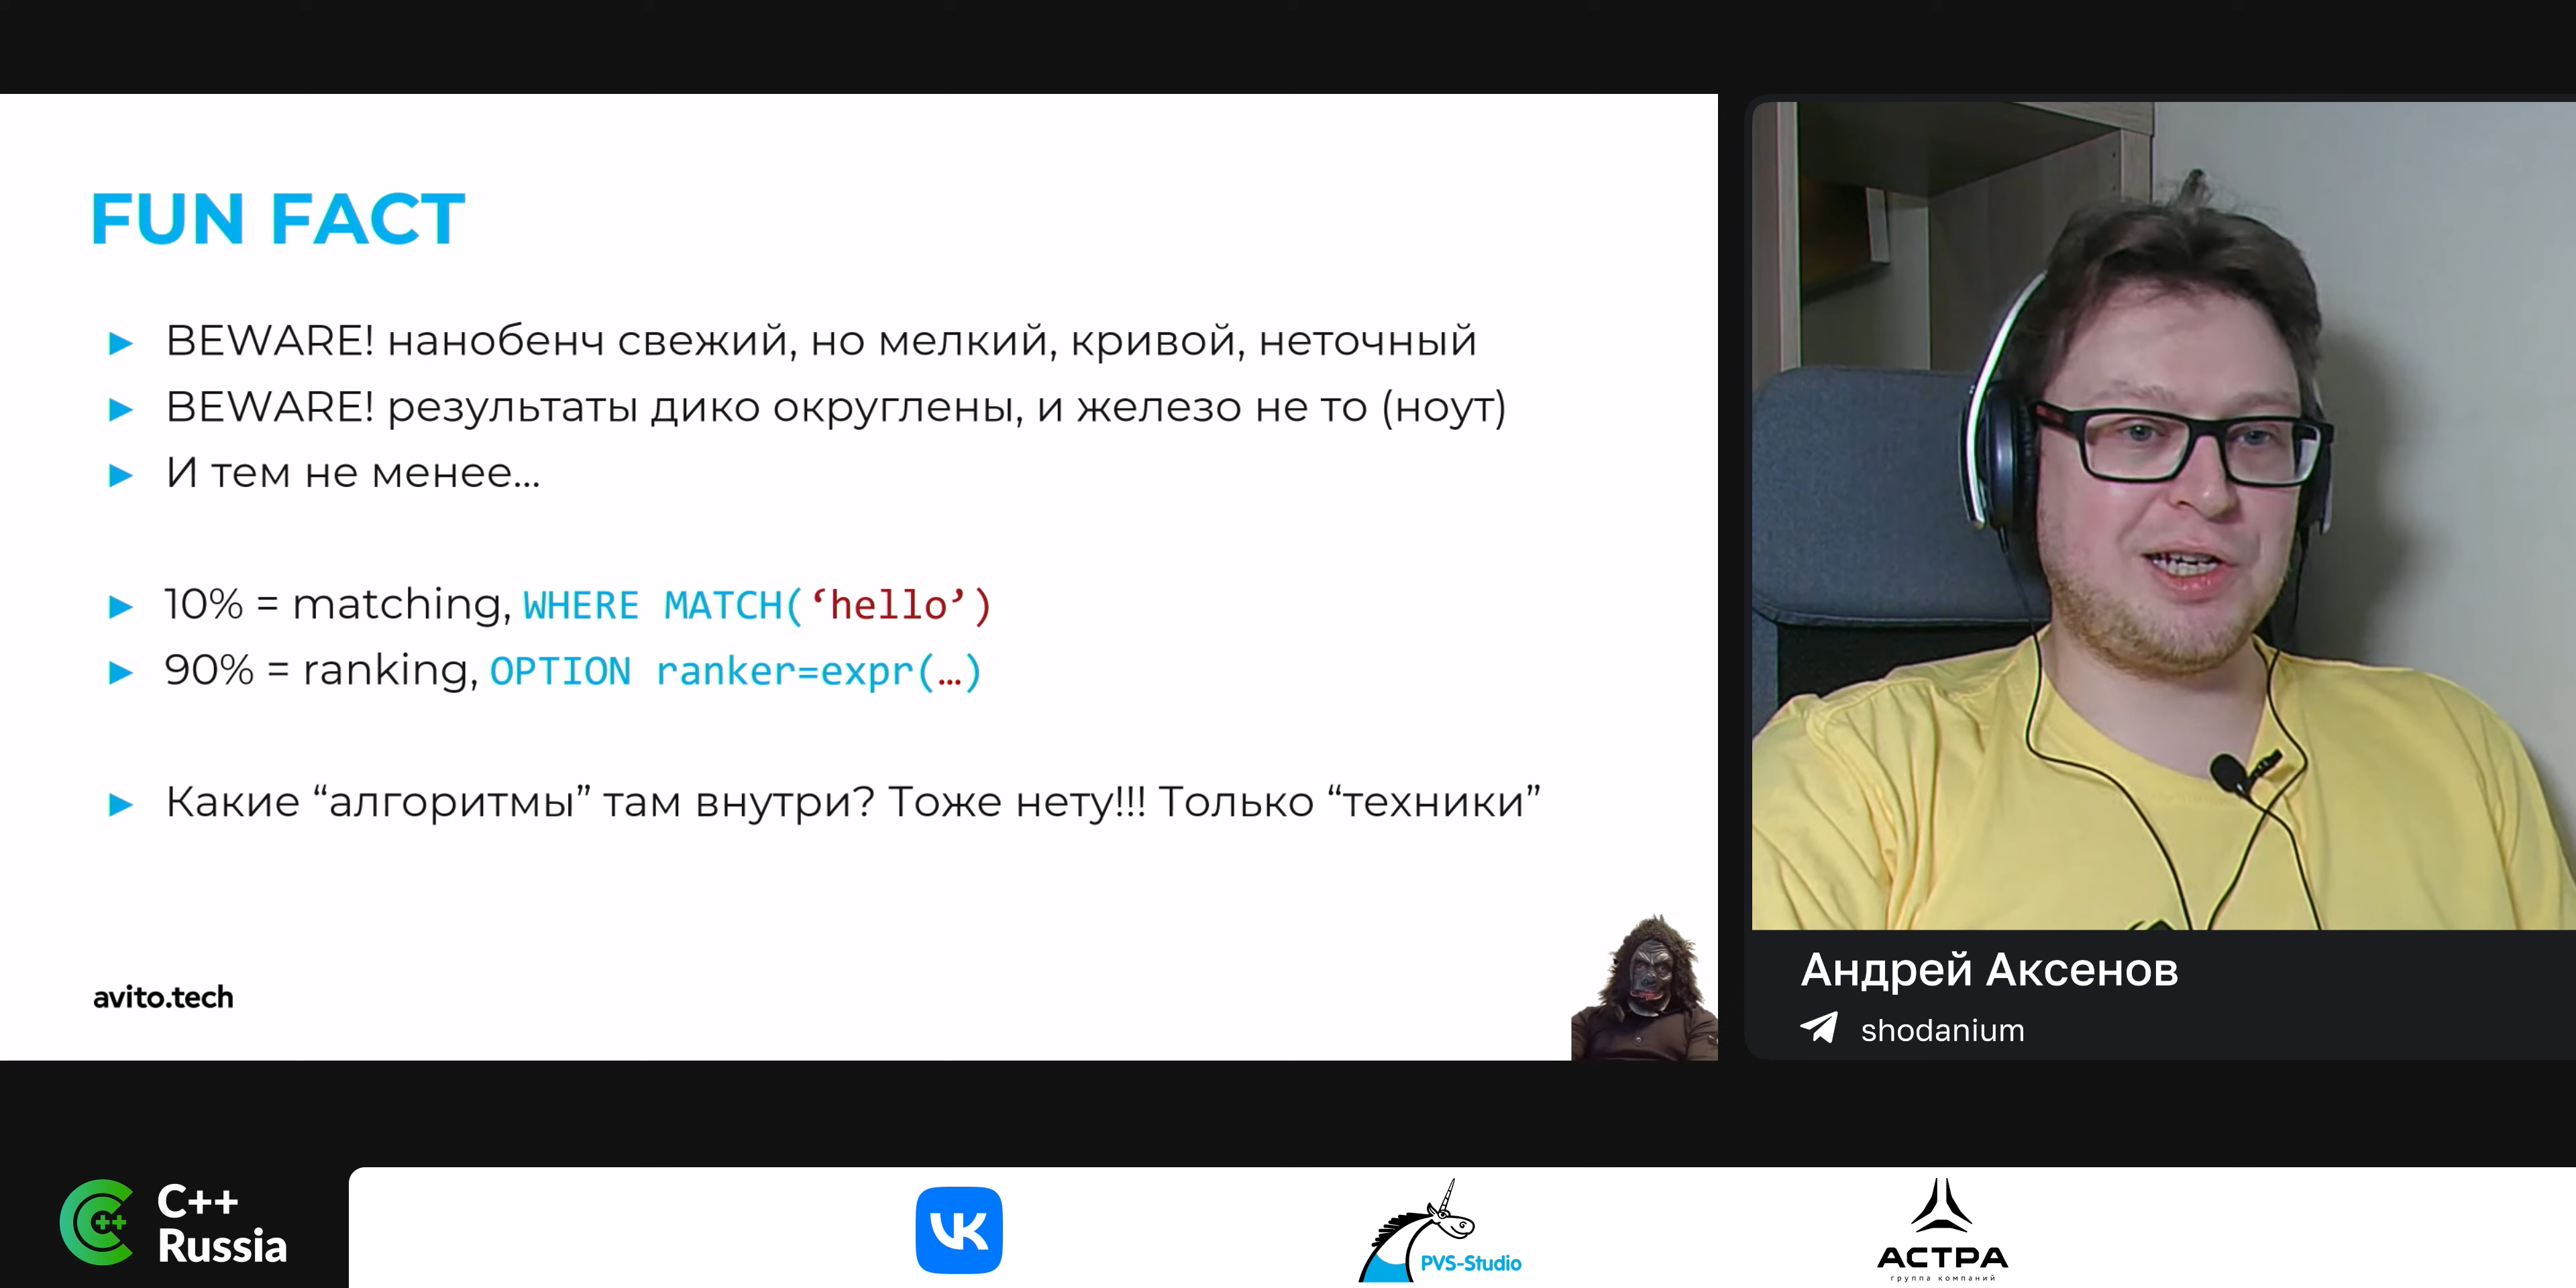 FUN FACT
BEWARE! нанобенч свежий, но мелкий, кривой, неточный
BEWARE! результаты дико округлены, и железо не то (ноут)
И тем не менее...
10% = matching, WHERE MATCH(‘hello’)
90% = ranking, OPTION ranker=expr(…)
Какие “алгоритмы” там внутри? Тоже нету!!! Только “техники”
avito.tech
Андрей Аксенов
shodanium
C++
C++
Russia
VK
PVS-Studio
АСТРА
группа компаний